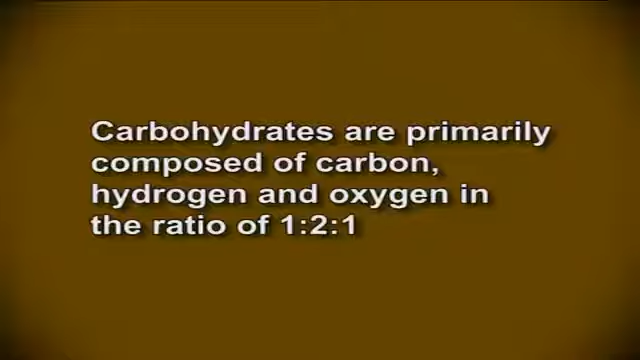 Carbohydrates are primarily
composed of carbon,
hydrogen and oxygen in
the ratio of 1:2:1